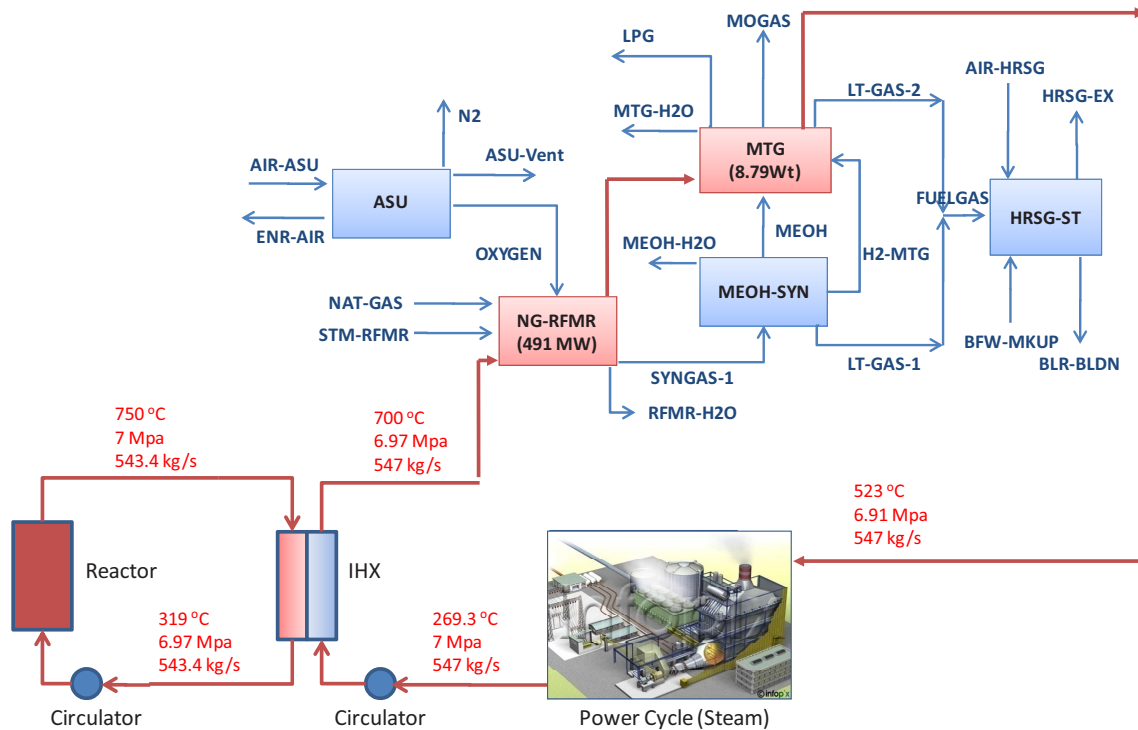 LPG
MOGAS
AIR-HRSG
LT-GAS-2
HRSG-EX
N2
MTG-H2O
MTG
(8.79Wt)
ASU-Vent
AIR-ASU
ASU
FUELGAS
HRSG-ST
ENR-AIR
OXYGEN
MEOH-H2O
MEOH
H2-MTG
MEOH-SYN
NAT-GAS
STM-RFMR
NG-RFMR
(491 MW)
BFW-MKUP
BLR-BLDN
SYNGAS-1
LT-GAS-1
RFMR-H2O
750 °C
7 Mpa
543.4 kg/s
700 °C
6.97 Mpa
547 kg/s
523 °C
6.91 Mpa
547 kg/s
Reactor
IHX
319 °C
6.97 Mpa
543.4 kg/s
269.3 °C
7 Mpa
547 kg/s
Circulator
Circulator
Power Cycle (Steam)